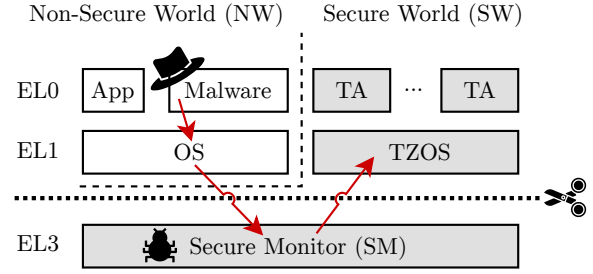 Non-Secure World (NW) Secure World (SW)
EL0 App Malware TA ... TA
EL1 OS TZOS
EL3 Secure Monitor (SM)